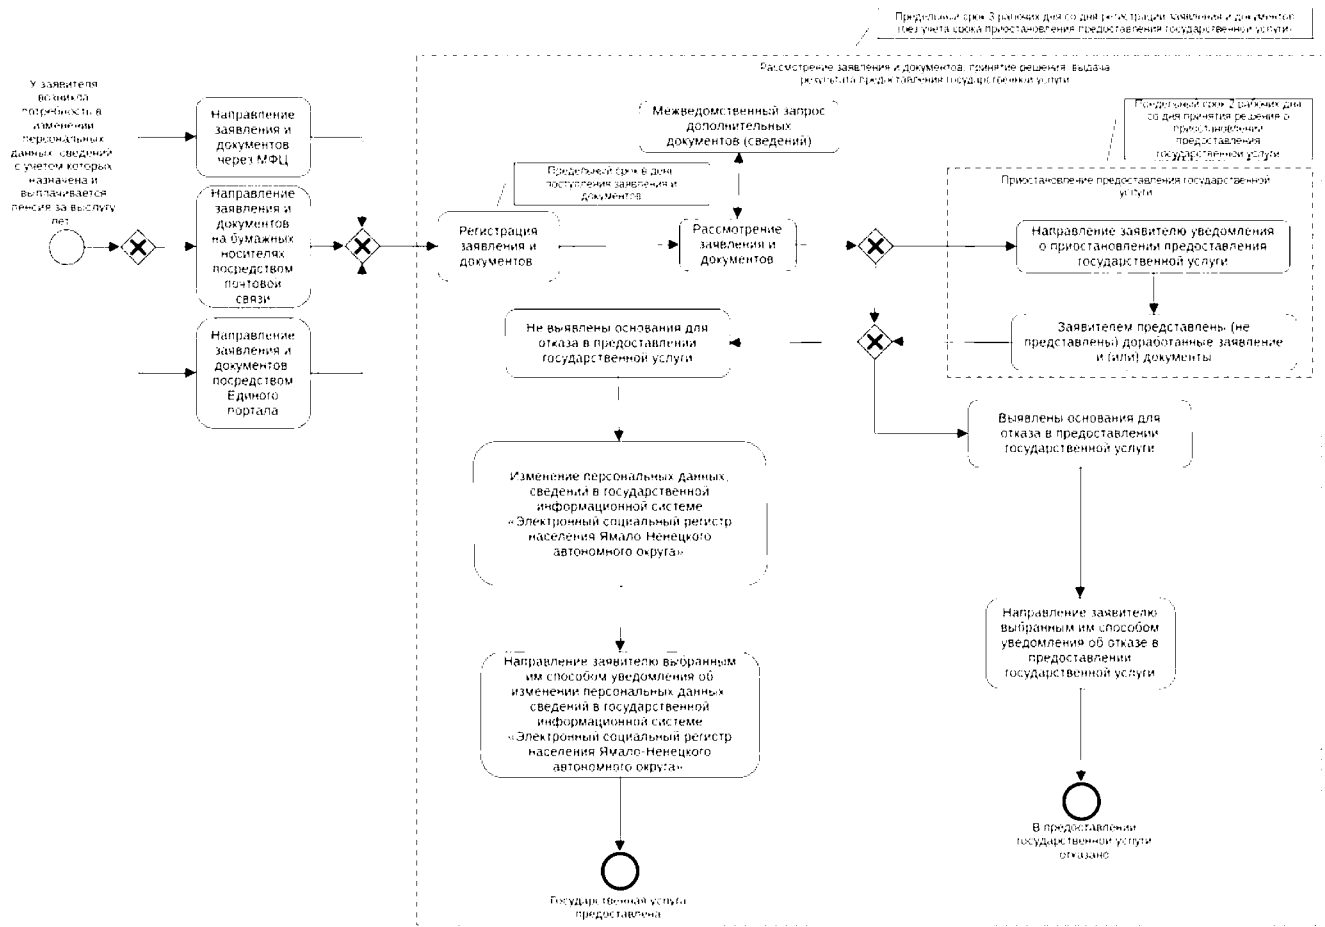 Предельный срок 3 рабочих дня со дня регистрации заявления и документов
(без учета срока приостановления предоставления государственной услуги)
Рассмотрение заявления и документов, принятие решения, выдача
результата предоставления государственной услуги
У заявителя
возникла
потребность в
изменении
персональных
данных, сведений
с учетом которых
назначена и
выплачивается
пенсия за выслугу
лет
Направление
заявления и
документов
через МФЦ
Направление
заявления и
документов
на бумажных
носителях
посредством
почтовой
связи
Направление
заявления и
документов
посредством
Единого
портала
Предельный срок в день
поступления заявления и
документов
Регистрация
заявления и
документов
Межведомственный запрос
дополнительных
документов (сведений)
Рассмотрение
заявления и
документов
Предельный срок 2 рабочих дня
со дня принятия решения о
приостановлении
предоставления
государственной услуги
Приостановление предоставления государственной
услуги
Направление заявителю уведомления
о приостановлении предоставления
государственной услуги
Заявителем представлены (не
представлены) доработанные заявление
и (или) документы
Не выявлены основания для
отказа в предоставлении
государственной услуги
Выявлены основания для
отказа в предоставлении
государственной услуги
Изменение персональных данных,
сведений в государственной
информационной системе
«Электронный социальный регистр
населения Ямало Ненецкого
автономного округа»
Направление заявителю
выбранным им способом
уведомления об отказе в
предоставлении
государственной услуги
Направление заявителю выбранным
им способом уведомления об
изменении персональных данных
сведений в государственной
информационной системе
«Электронный социальный регистр
населения Ямало-Ненецкого
автономного округа»
В предоставлении
государственной услуги
отказано
Государственная услуга
предоставлена